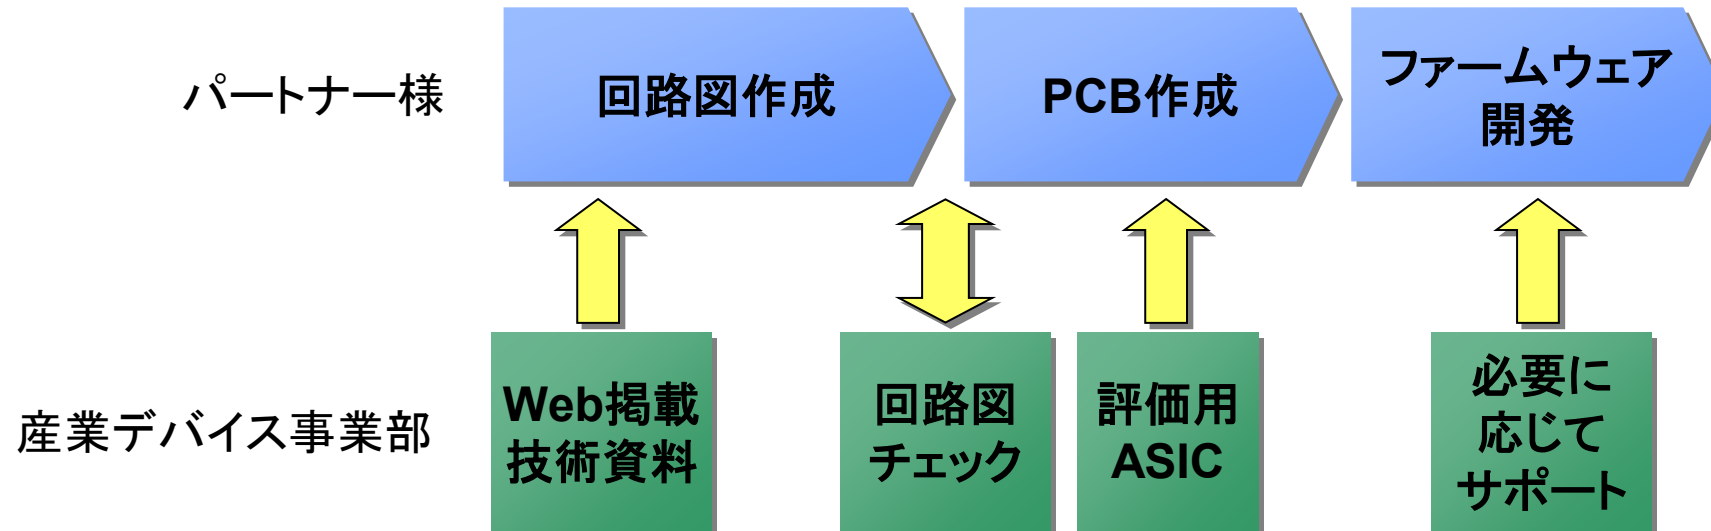 パートナー様
回路図作成
PCB作成
ファームウェア
開発
産業デバイス事業部
Web掲載
技術資料
回路図
チェック
評価用
ASIC
必要に
応じて
サポート